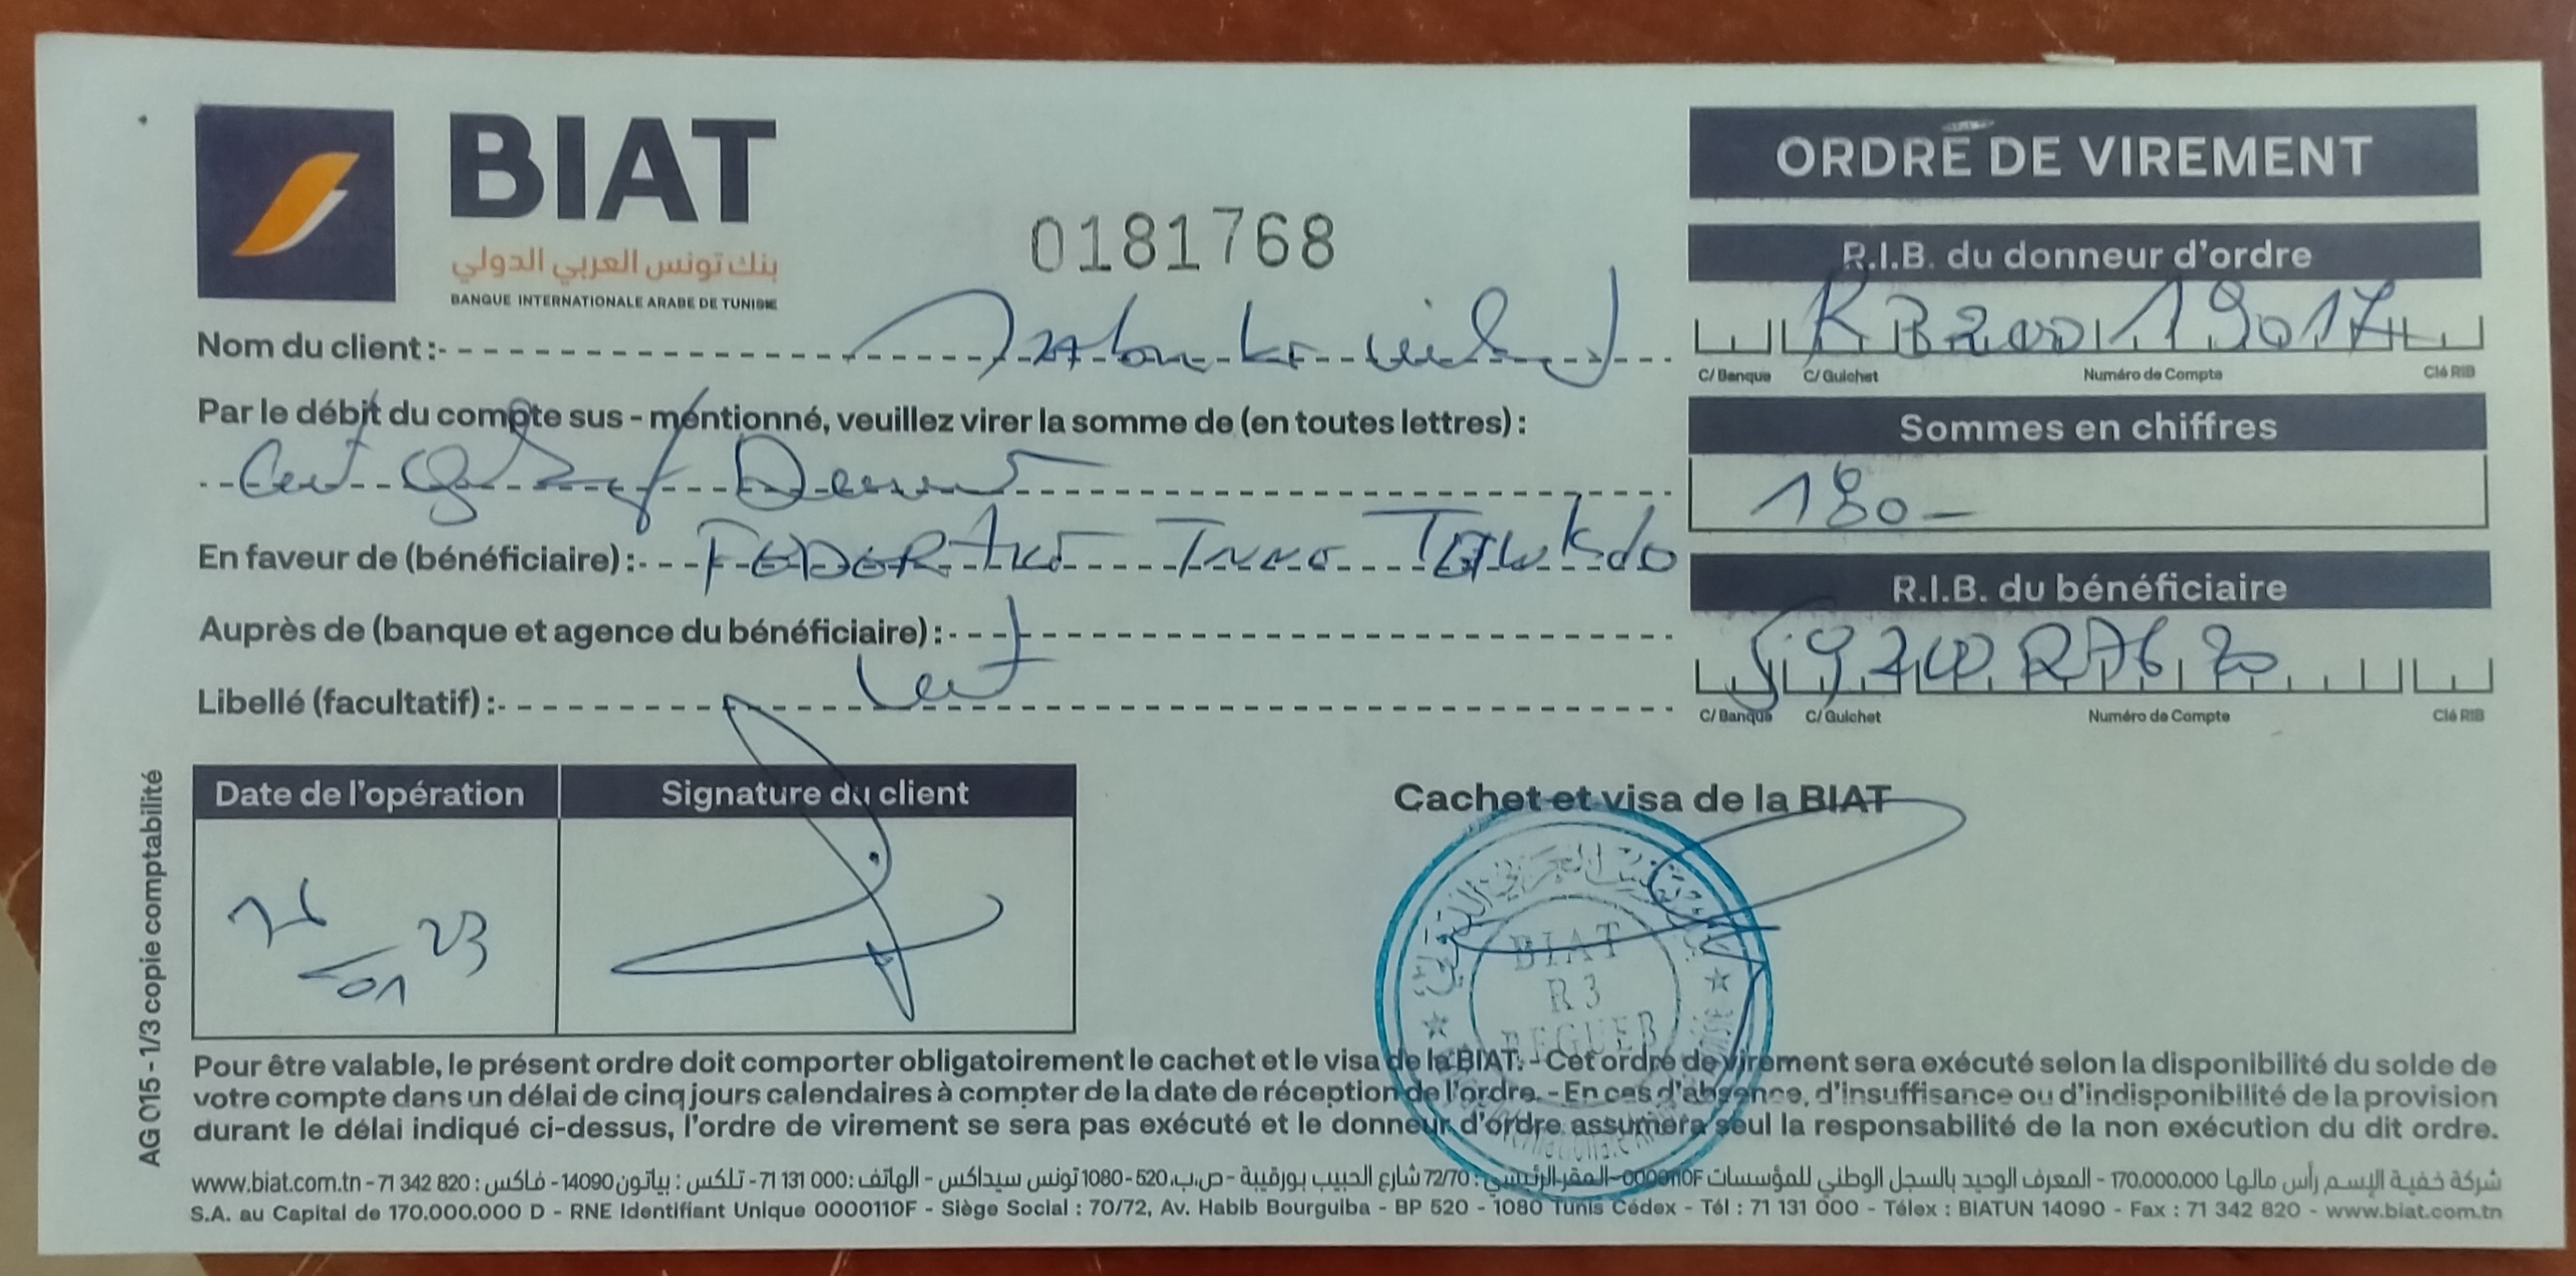 BIAT
بنك تونس العربي الدولي
BANQUE INTERNATIONALE ARABE DE TUNISIE
0181768
ORDRE DE VIREMENT
R.I.B. du donneur d'ordre
C/ Banque C/ Guichet Numéro de Compte Clé RIB
Nom du client :
Par le débit du compte sus - mentionné, veuillez virer la somme de (en toutes lettres) :
Cent
Sommes en chiffres
180-
En faveur de (bénéficiaire) :
Auprès de (banque et agence du bénéficiaire) :
R.I.B. du bénéficiaire
C/ Banque C/ Guichet Numéro de Compte Clé RIB
Libellé (facultatif) :
Date de l'opération
Signature du client
01 23
Cachet et visa de la BIAT
BIAT
R 3
REGUEB
AG 015 - 1/3 copie comptabilité
Pour être valable, le présent ordre doit comporter obligatoirement le cachet et le visa de la BIAT. - Cet ordre de virement sera exécuté selon la disponibilité du solde de
votre compte dans un délai de cinq jours calendaires à compter de la date de réception de l'ordre. - En cas d'absence, d'insuffisance ou d'indisponibilité de la provision
durant le délai indiqué ci-dessus, l'ordre de virement se sera pas exécuté et le donneur d'ordre assumera seul la responsabilité de la non exécution du dit ordre.
شركة خفية الإسم رأس مالها 170.000.000 - المعرف الوحيد بالسجل الوطني للمؤسسات 0000110F - المقر الرئيسي : 72/70 شارع الحبيب بورقيبة - ص.ب. 520 - 1080 تونس سيداكس - الهاتف : 000 131 71 - تلكس : بياتون 14090 - فاكس : 820 342 71 - www.biat.com.tn
S.A. au Capital de 170.000.000 D - RNE Identifiant Unique 0000110F - Siège Social : 70/72, Av. Habib Bourguiba - BP 520 - 1080 Tunis Cédex - Tél : 71 131 000 - Télex : BIATUN 14090 - Fax : 71 342 820 - www.biat.com.tn